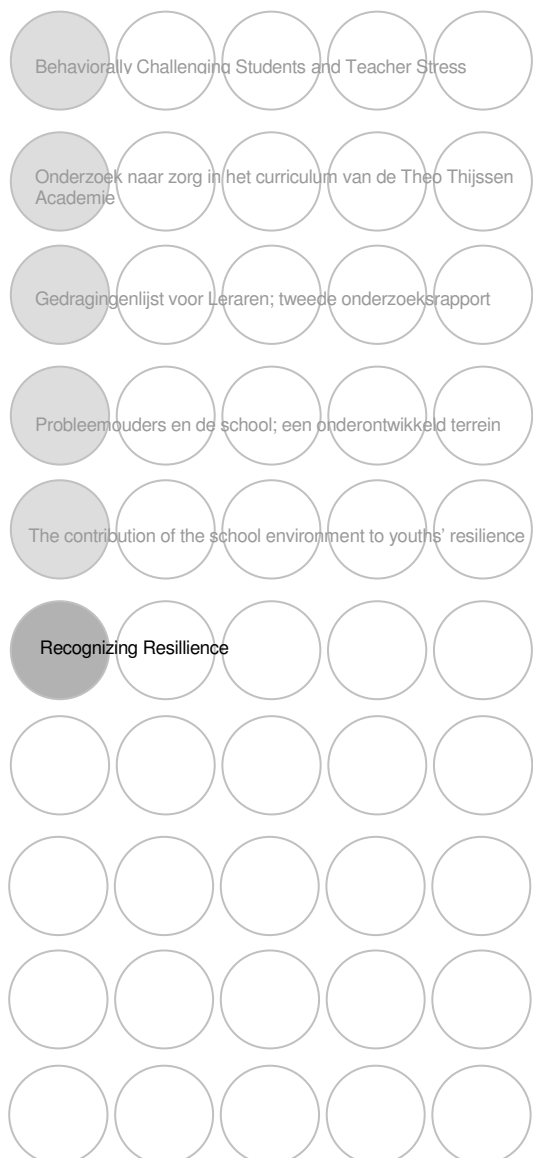 Behaviorally Challenging Students and Teacher Stress
Onderzoek naar zorg in het curriculum van de Theo Thijssen
Academie
Gedragingenlijst voor Leraren; tweede onderzoeksrapport
Probleemouders en de school; een onderontwikkeld terrein
The contribution of the school environment to youths' resilience
Recognizing Resillience